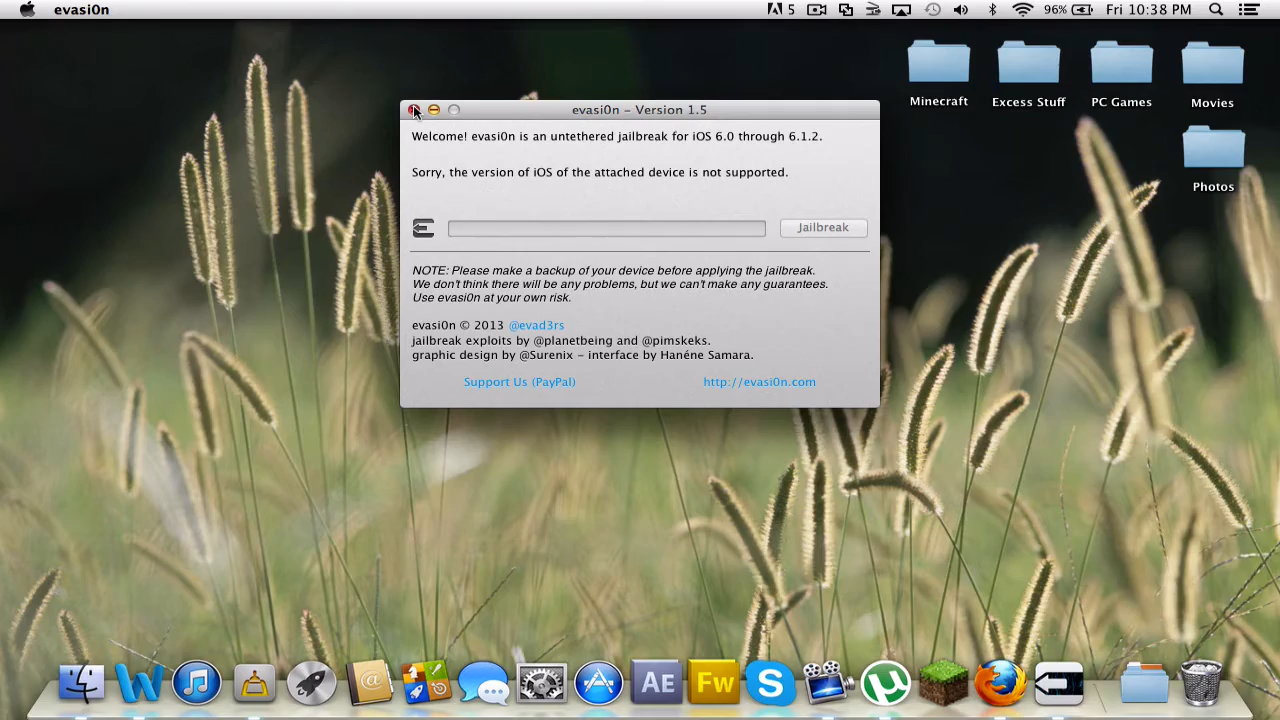 evasi0n
5
96%
Fri 10:38 PM
Minecraft
Excess Stuff
PC Games
Movies
Photos
evasi0n – Version 1.5
Welcome! evasi0n is an untethered jailbreak for iOS 6.0 through 6.1.2.
Sorry, the version of iOS of the attached device is not supported.
Jailbreak
NOTE: Please make a backup of your device before applying the jailbreak.
We don't think there will be any problems, but we can't make any guarantees.
Use evasi0n at your own risk.
evasi0n © 2013 @evad3rs
jailbreak exploits by @planetbeing and @pimskeks.
graphic design by @Surenix – interface by Hanéne Samara.
Support Us (PayPal)
http://evasi0n.com
W
@
AE
Fw
S
µ